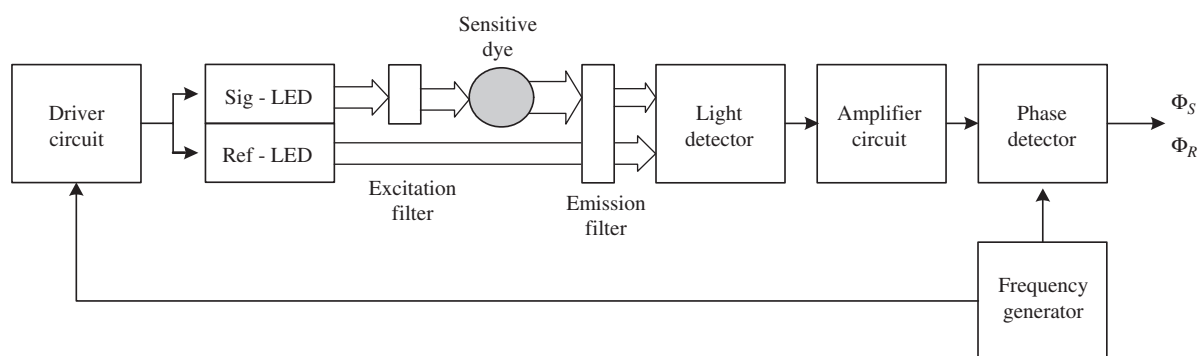 Sensitive
dye
Driver
circuit
Sig - LED
Ref - LED
Excitation
filter
Emission
filter
Light
detector
Amplifier
circuit
Phase
detector
Φ_S
Φ_R
Frequency
generator